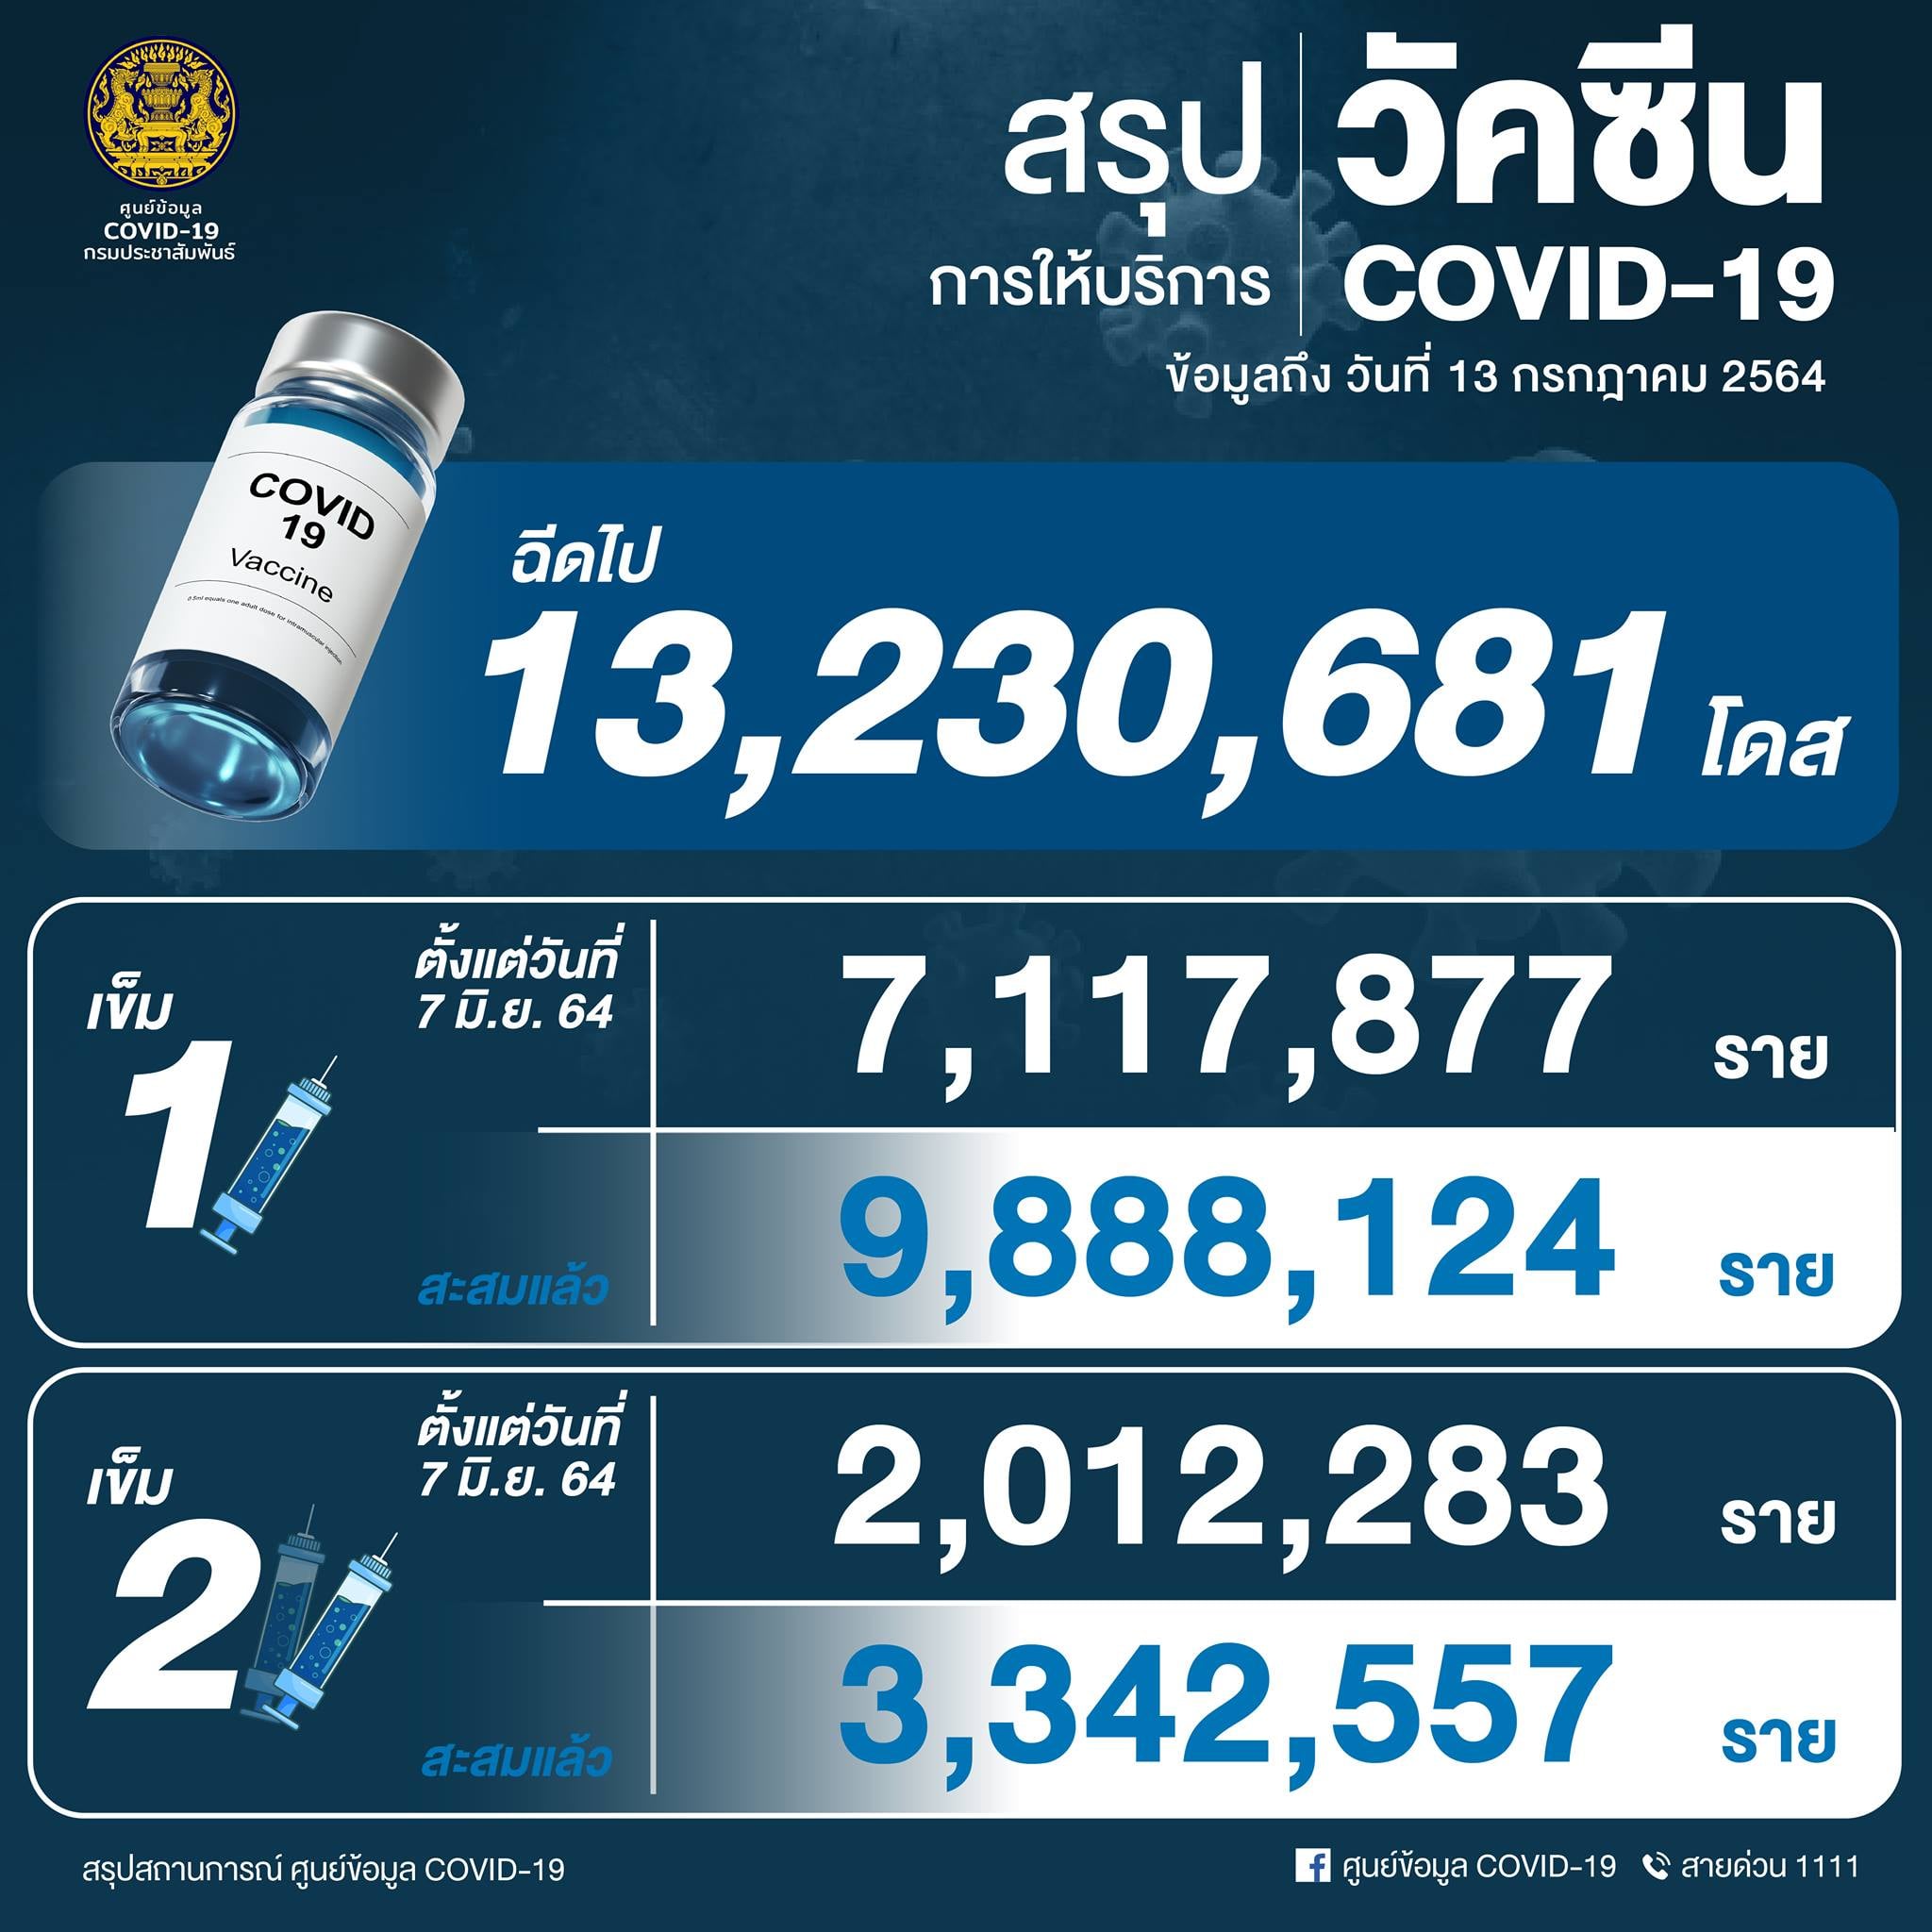 ศูนย์ข้อมูล
COVID-19
กรมประชาสัมพันธ์
สรุป
การให้บริการ
วัคซีน
COVID-19
ข้อมูลถึง วันที่ 13 กรกฎาคม 2564
COVID
19
Vaccine
0.5ml equals one adult dose for intramuscular injection
ฉีดไป
13,230,681 โดส
เข็ม
1
ตั้งแต่วันที่
7 มิ.ย. 64
7,117,877 ราย
สะสมแล้ว
9,888,124 ราย
เข็ม
2
ตั้งแต่วันที่
7 มิ.ย. 64
2,012,283 ราย
สะสมแล้ว
3,342,557 ราย
สรุปสถานการณ์ ศูนย์ข้อมูล COVID-19
ศูนย์ข้อมูล COVID-19 สายด่วน 1111